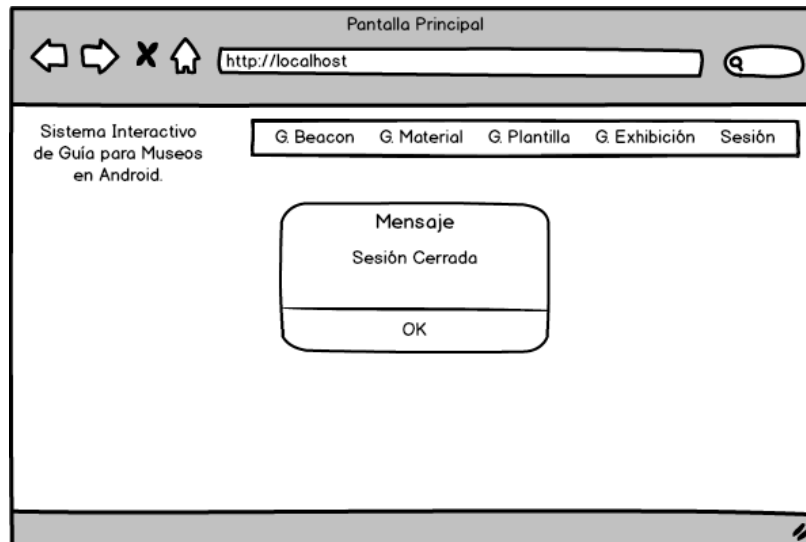 Pantalla Principal
http://localhost
Sistema Interactivo
de Guía para Museos
en Android.
G. Beacon G. Material G. Plantilla G. Exhibición Sesión
Mensaje
Sesión Cerrada
OK